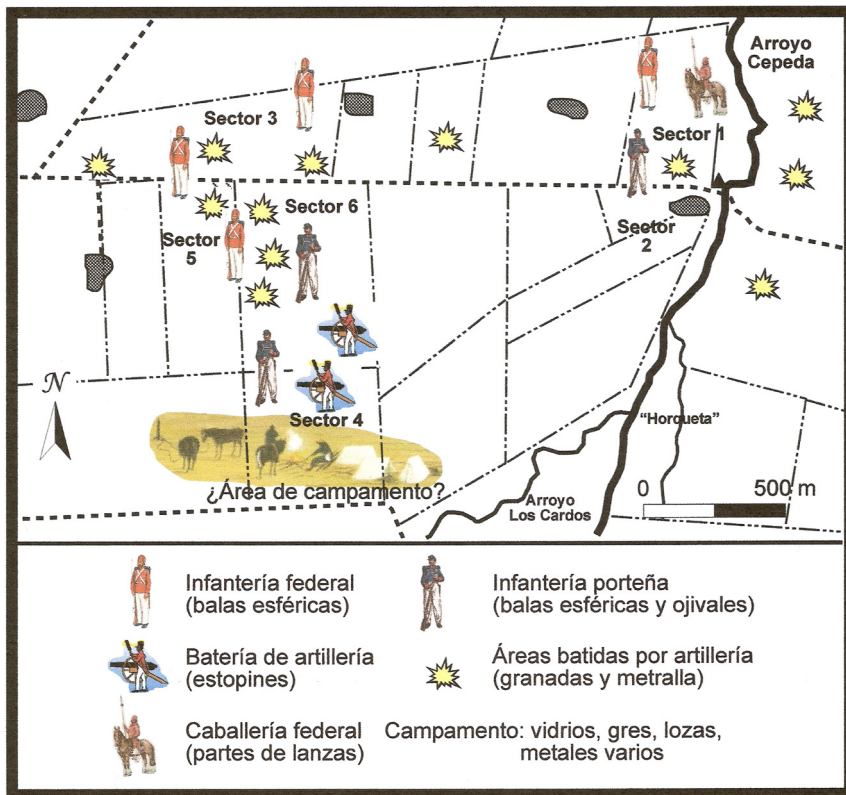 Arroyo
Cepeda
Sector 3
Sector 1
Sector 6
Sector
5
Sector
2
N
Sector 4
"Horqueta"
¿Área de campamento?
Arroyo
Los Cardos
0 500 m
Infantería federal
(balas esféricas)
Infantería porteña
(balas esféricas y ojivales)
Batería de artillería
(estopines)
Áreas batidas por artillería
(granadas y metralla)
Caballería federal
(partes de lanzas)
Campamento: vidrios, gres, lozas,
metales varios